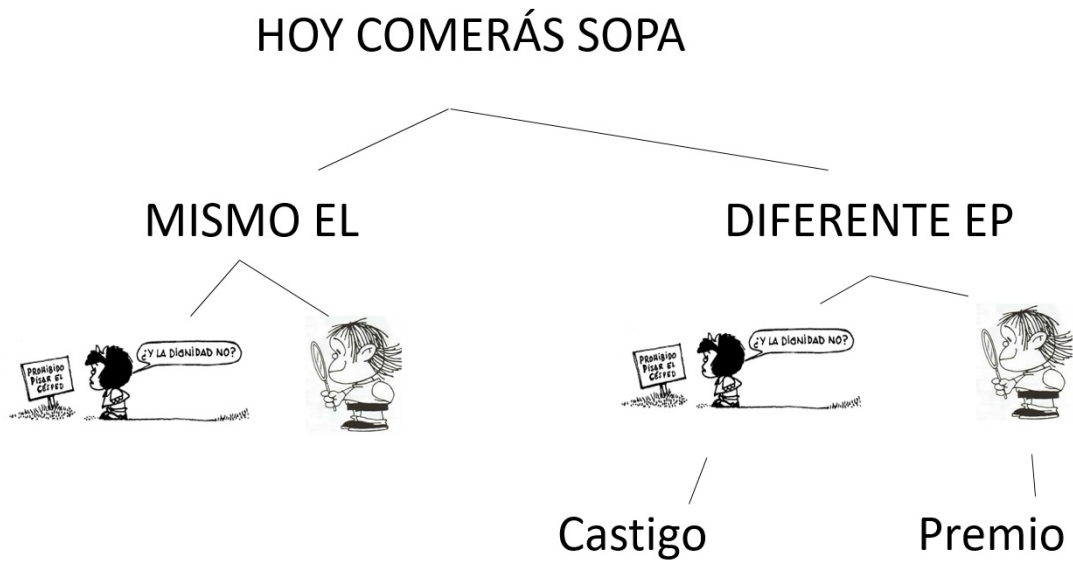 HOY COMERÁS SOPA
MISMO EL
DIFERENTE EP
PROHIBIDO
PISAR EL
CÉSPED
¿Y LA DIGNIDAD NO?
PROHIBIDO
PISAR EL
CÉSPED
¿Y LA DIGNIDAD NO?
Castigo
Premio